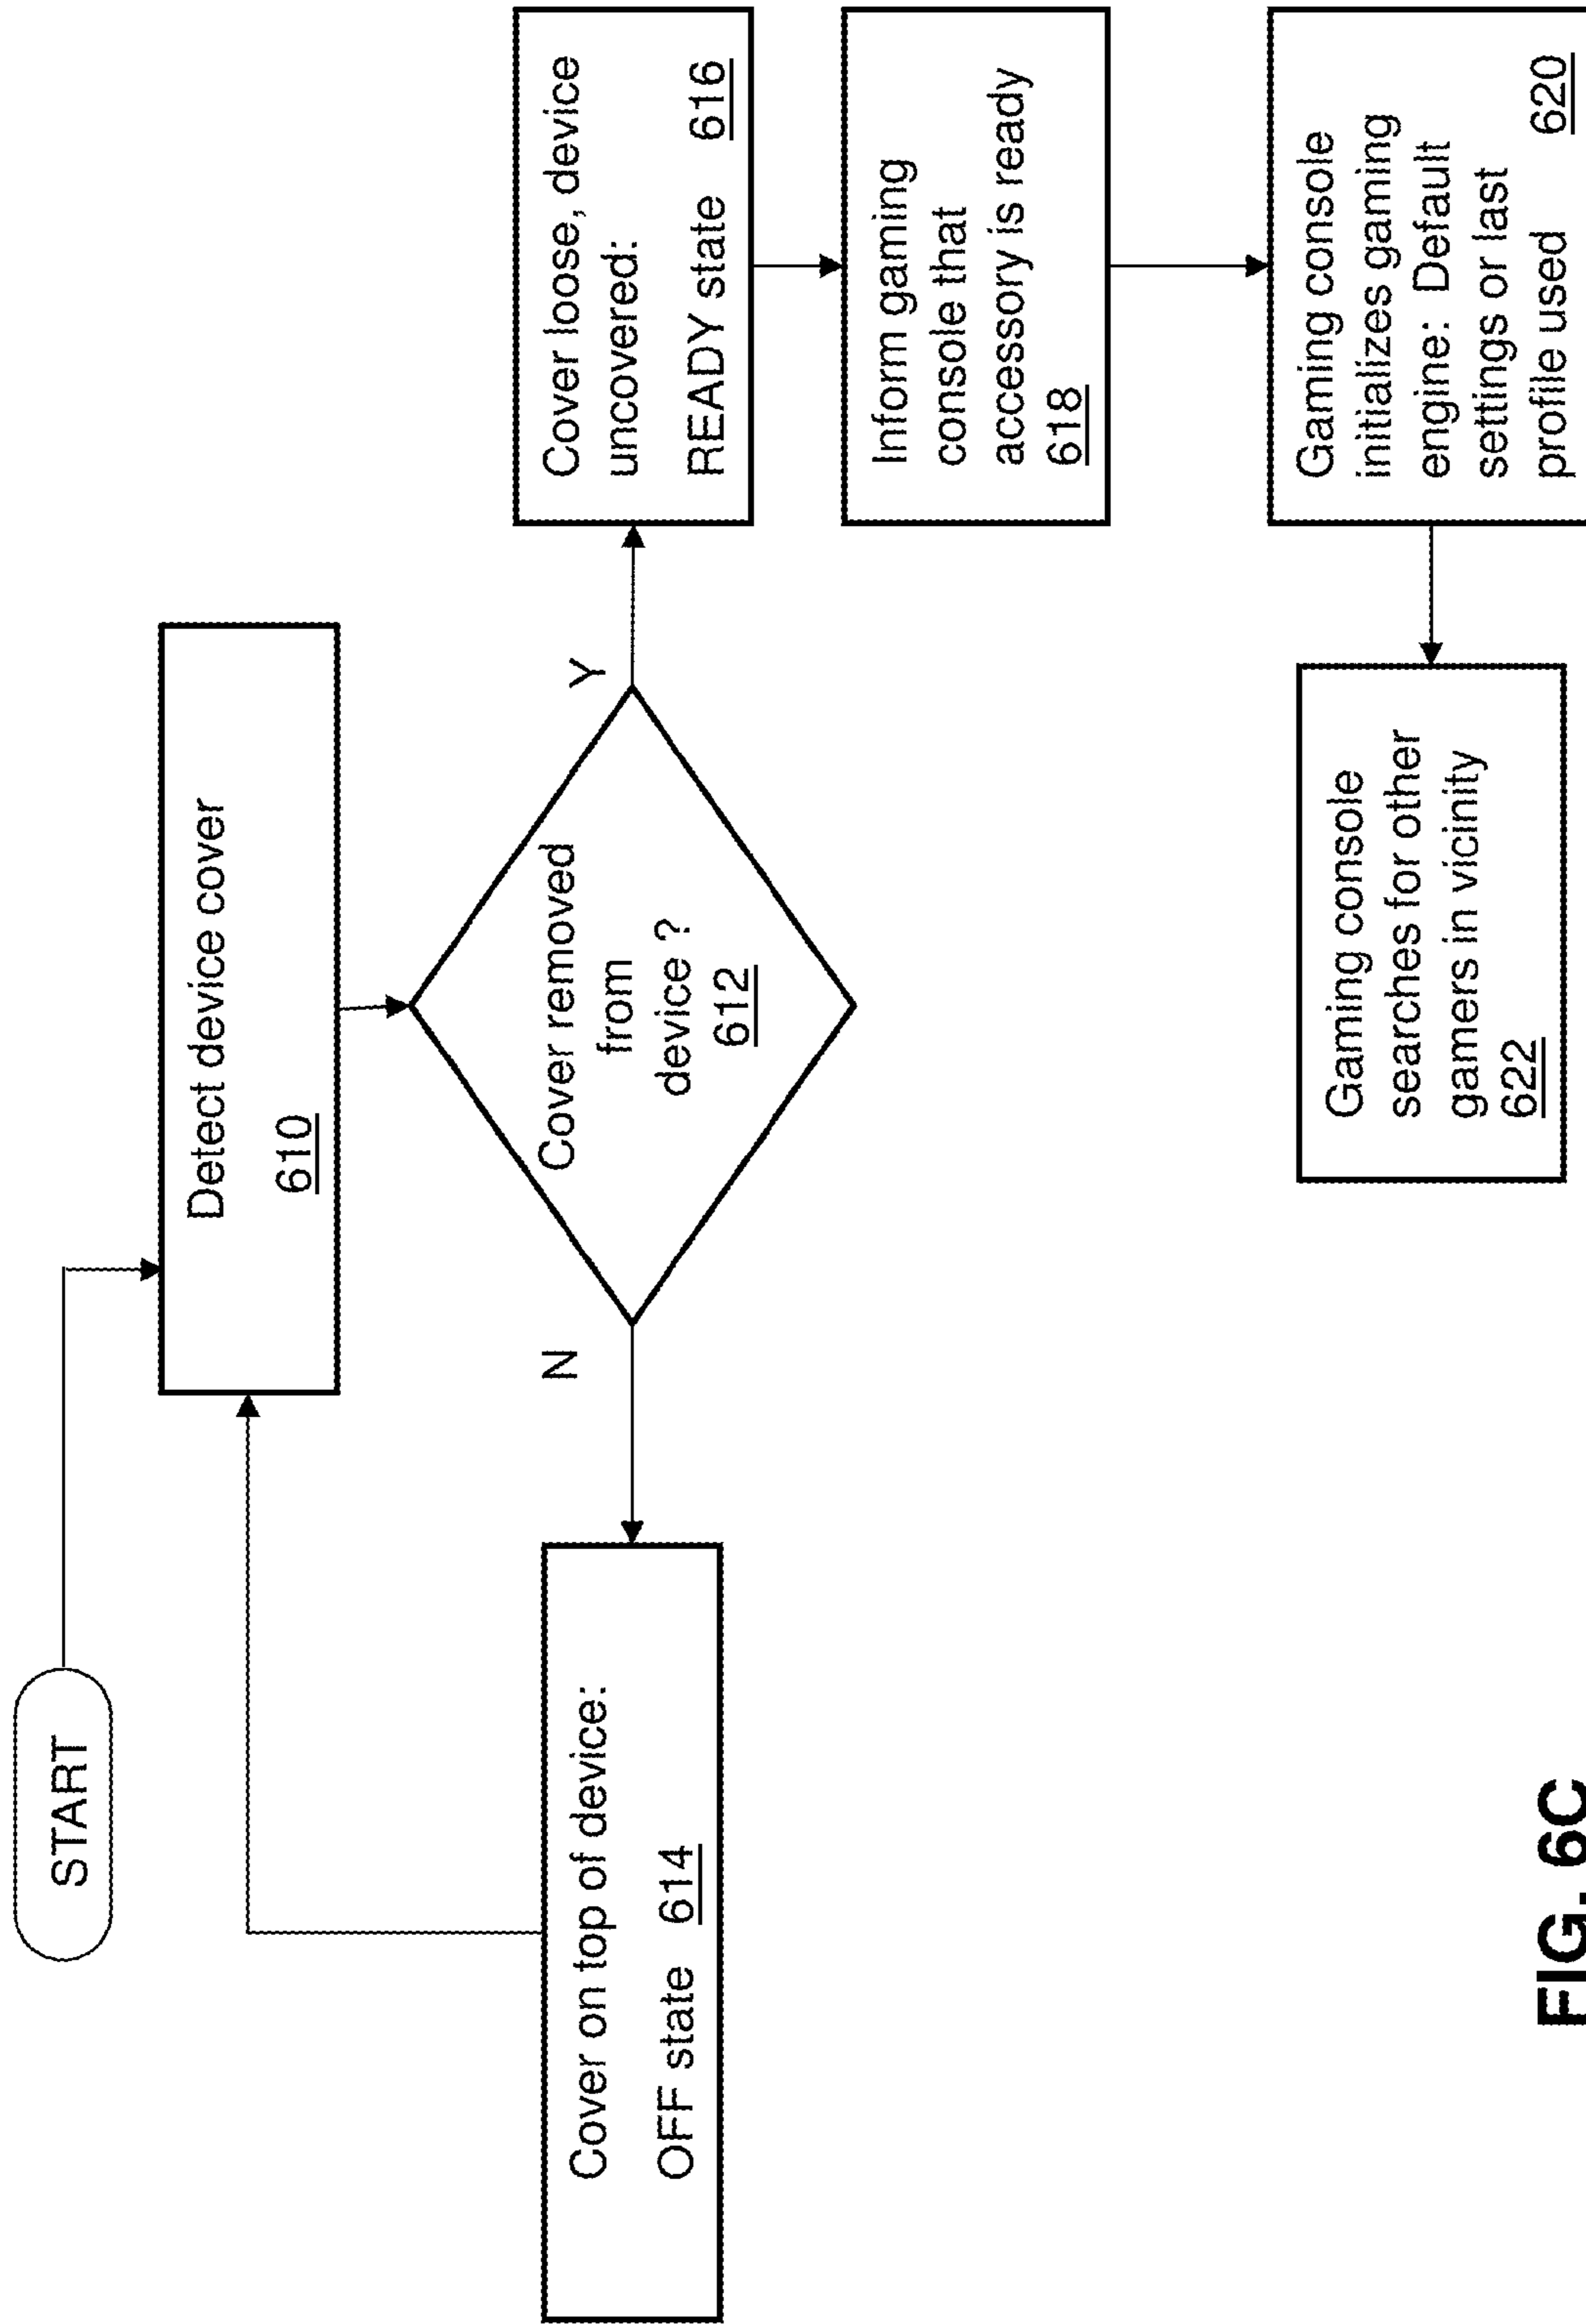 START
Detect device cover
610
Cover removed
from
device ?
612
N
Y
Cover on top of device:
OFF state 614
Cover loose, device
uncovered:
READY state 616
Inform gaming
console that
accessory is ready
618
Gaming console
initializes gaming
engine: Default
settings or last
profile used 620
Gaming console
searches for other
gamers in vicinity
622
FIG. 6C